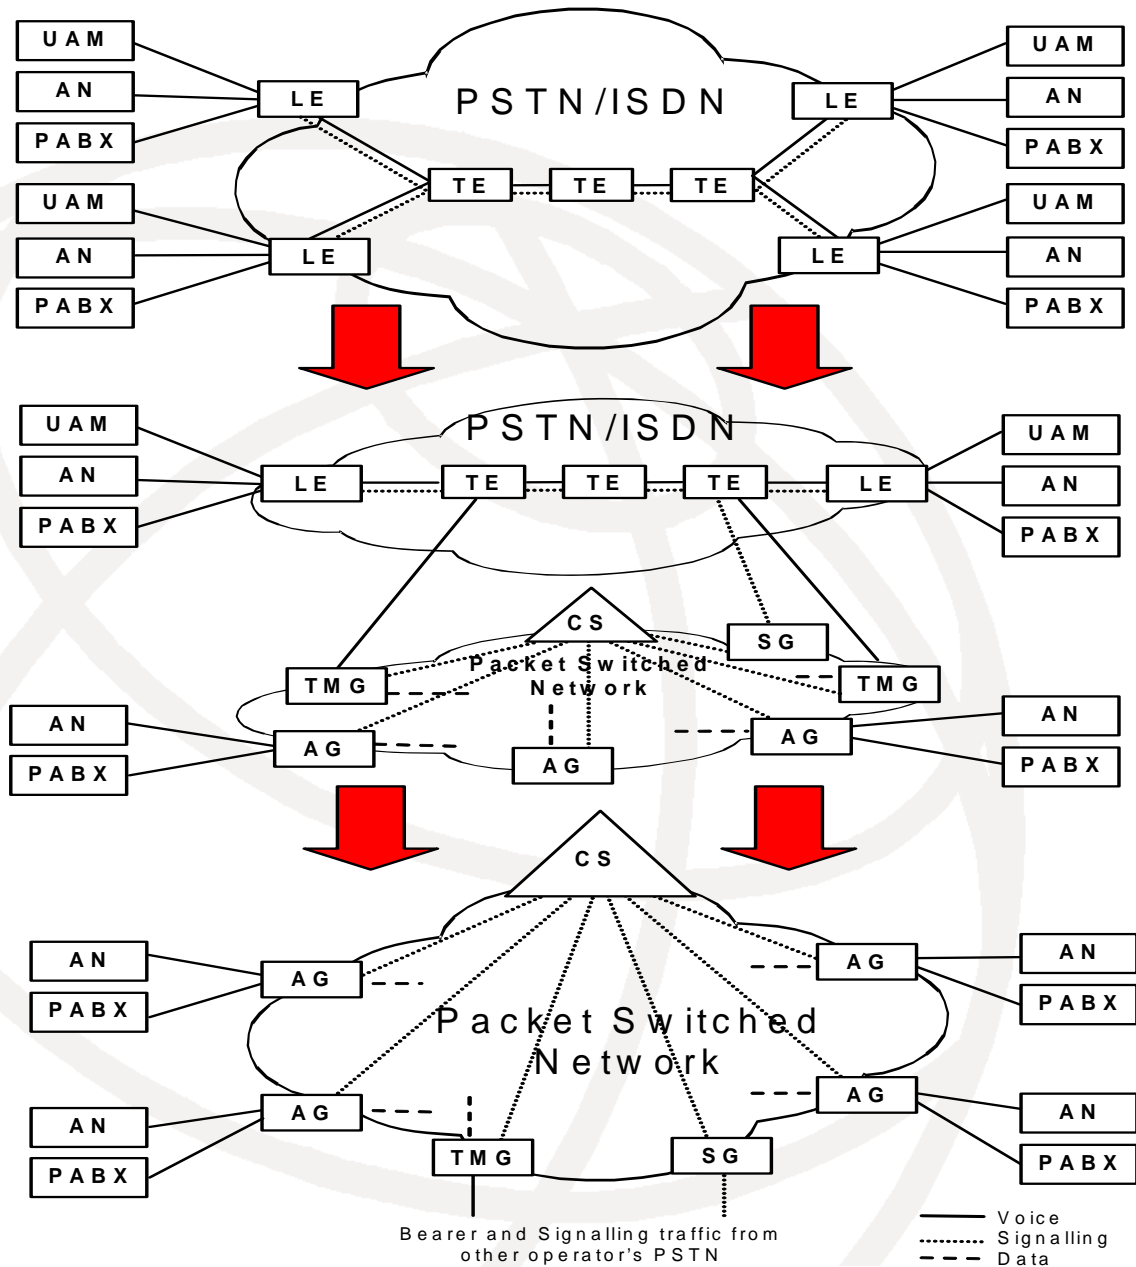 UAM
AN
PABX
LE
PSTN/ISDN
LE
UAM
AN
PABX
TE
TE
TE
UAM
AN
PABX
LE
LE
UAM
AN
PABX
PSTN/ISDN
UAM
AN
PABX
LE
TE
TE
TE
LE
UAM
AN
PABX
CS
SG
Packet Switched
Network
TMG
TMG
AN
PABX
AG
AG
AG
AN
PABX
CS
AN
PABX
AG
AG
AN
PABX
Packet Switched
Network
AN
PABX
AG
AG
AN
PABX
TMG
SG
Bearer and Signalling traffic from
other operator's PSTN
Voice
Signalling
Data